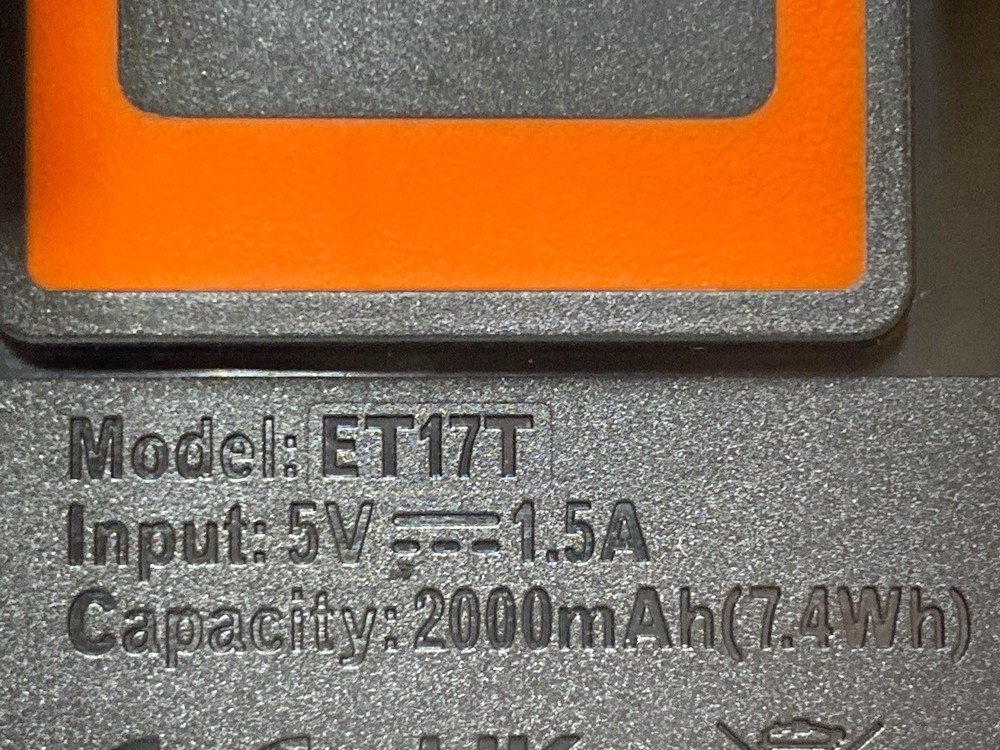 Model: ET17T
Input: 5V ⎓ 1.5A
Capacity: 2000mAh(7.4Wh)